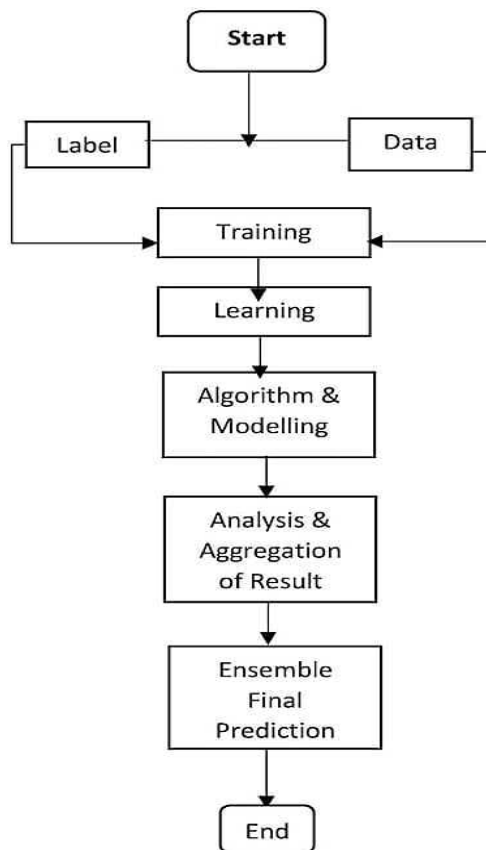 Start
Label
Data
Training
Learning
Algorithm &
Modelling
Analysis &
Aggregation
of Result
Ensemble
Final
Prediction
End